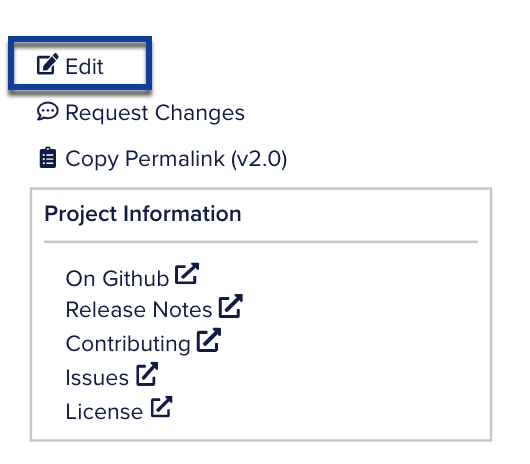 Edit
Request Changes
Copy Permalink (v2.0)
Project Information
On Github
Release Notes
Contributing
Issues
License